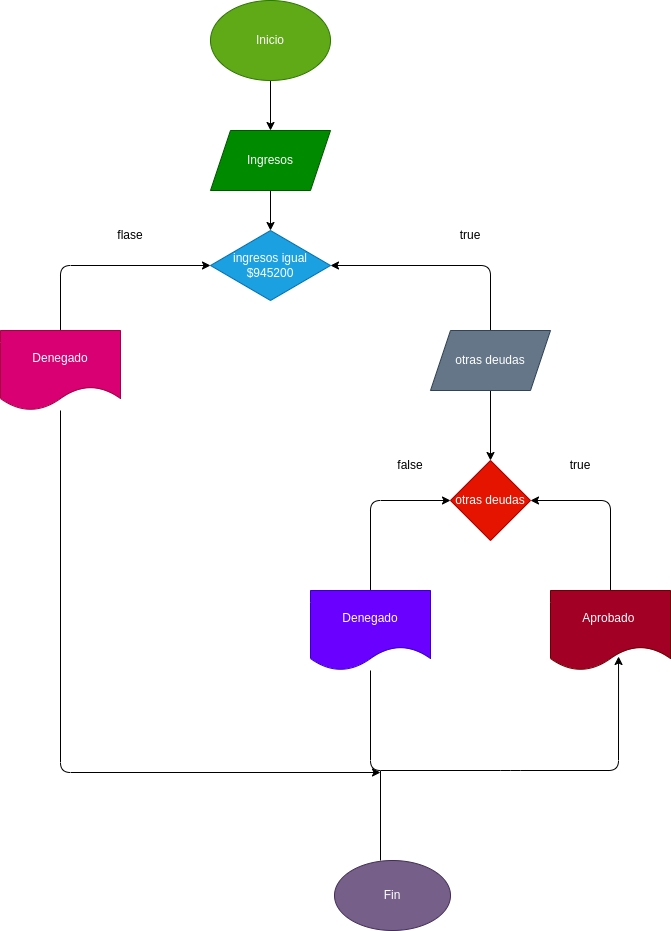 Inicio
Ingresos
flase
true
ingresos igual
$945200
Denegado
otras deudas
false
true
otras deudas
Denegado
Aprobado
Fin